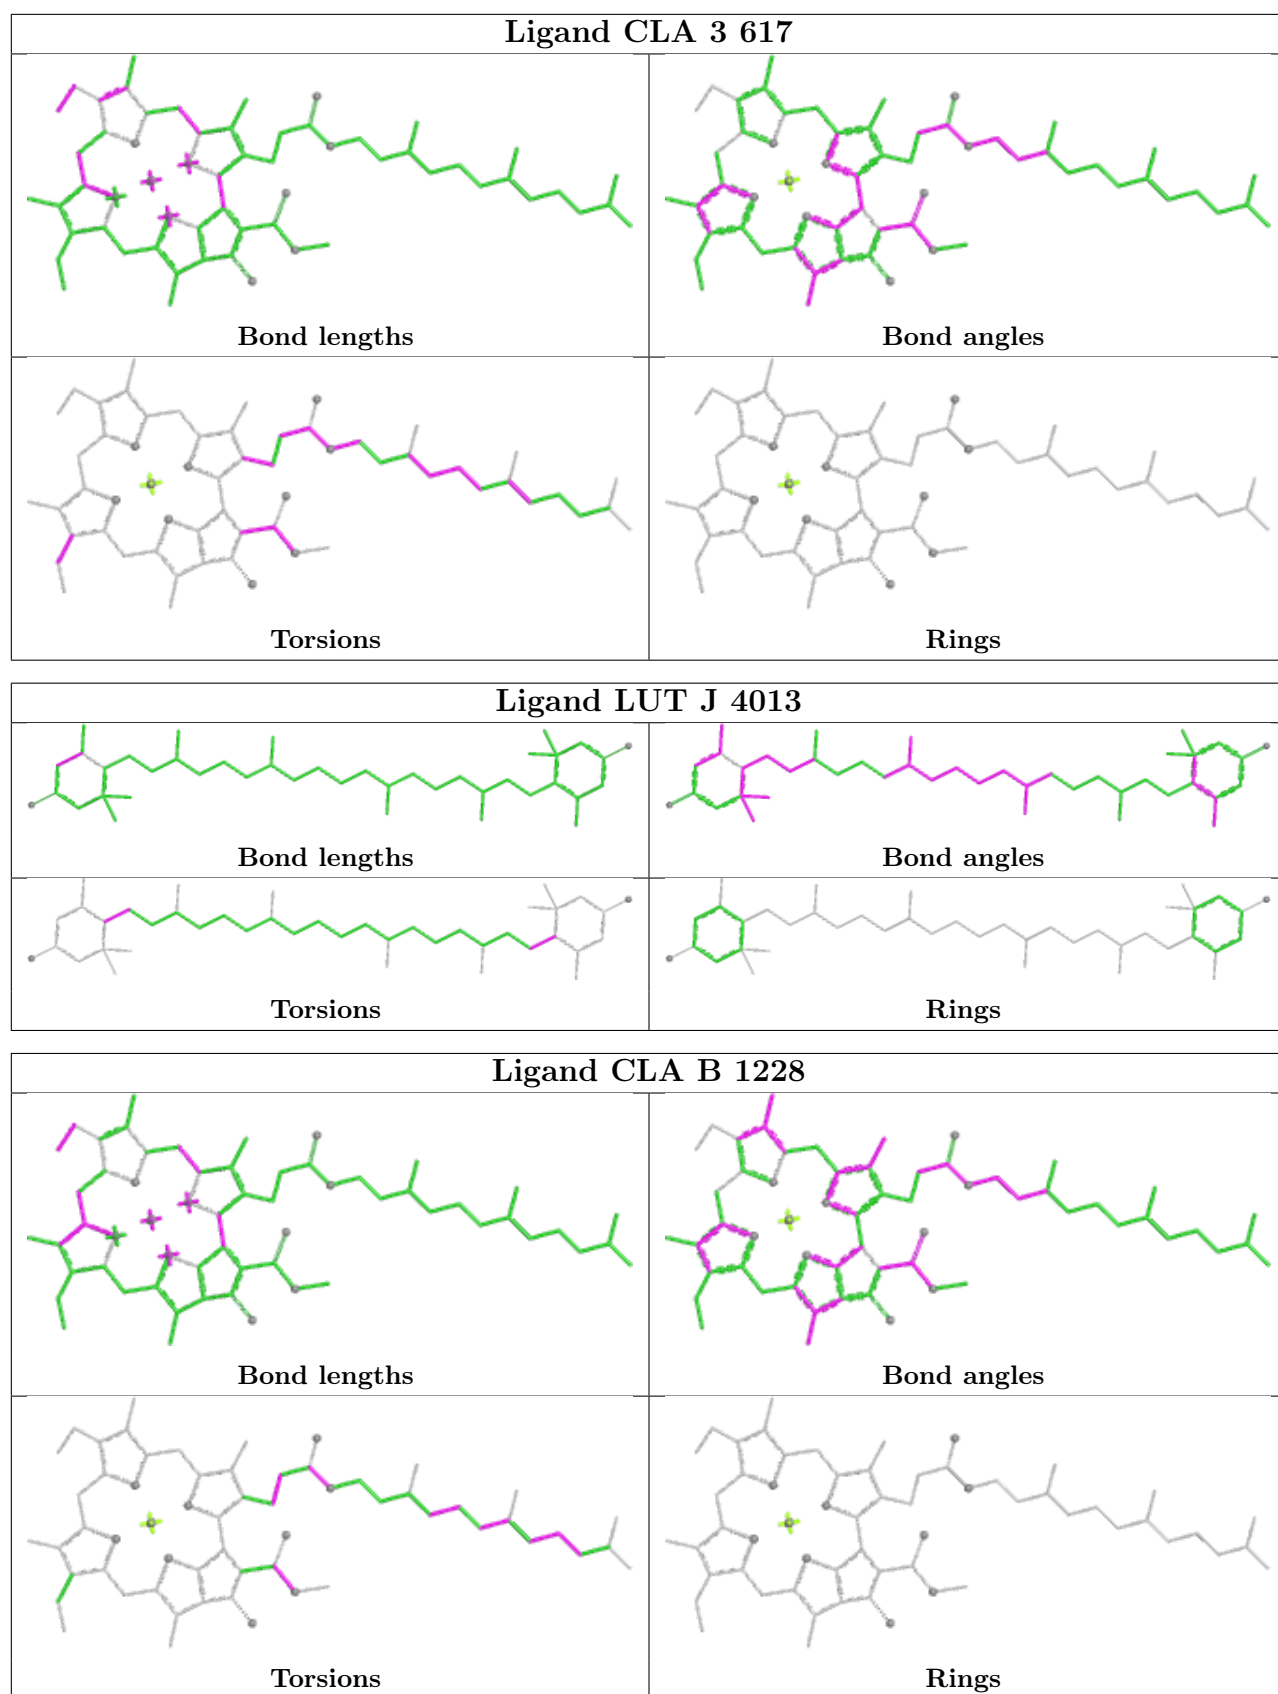 Ligand CLA 3 617
Bond lengths
Bond angles
Torsions
Rings
Ligand LUT J 4013
Bond lengths
Bond angles
Torsions
Rings
Ligand CLA B 1228
Bond lengths
Bond angles
Torsions
Rings